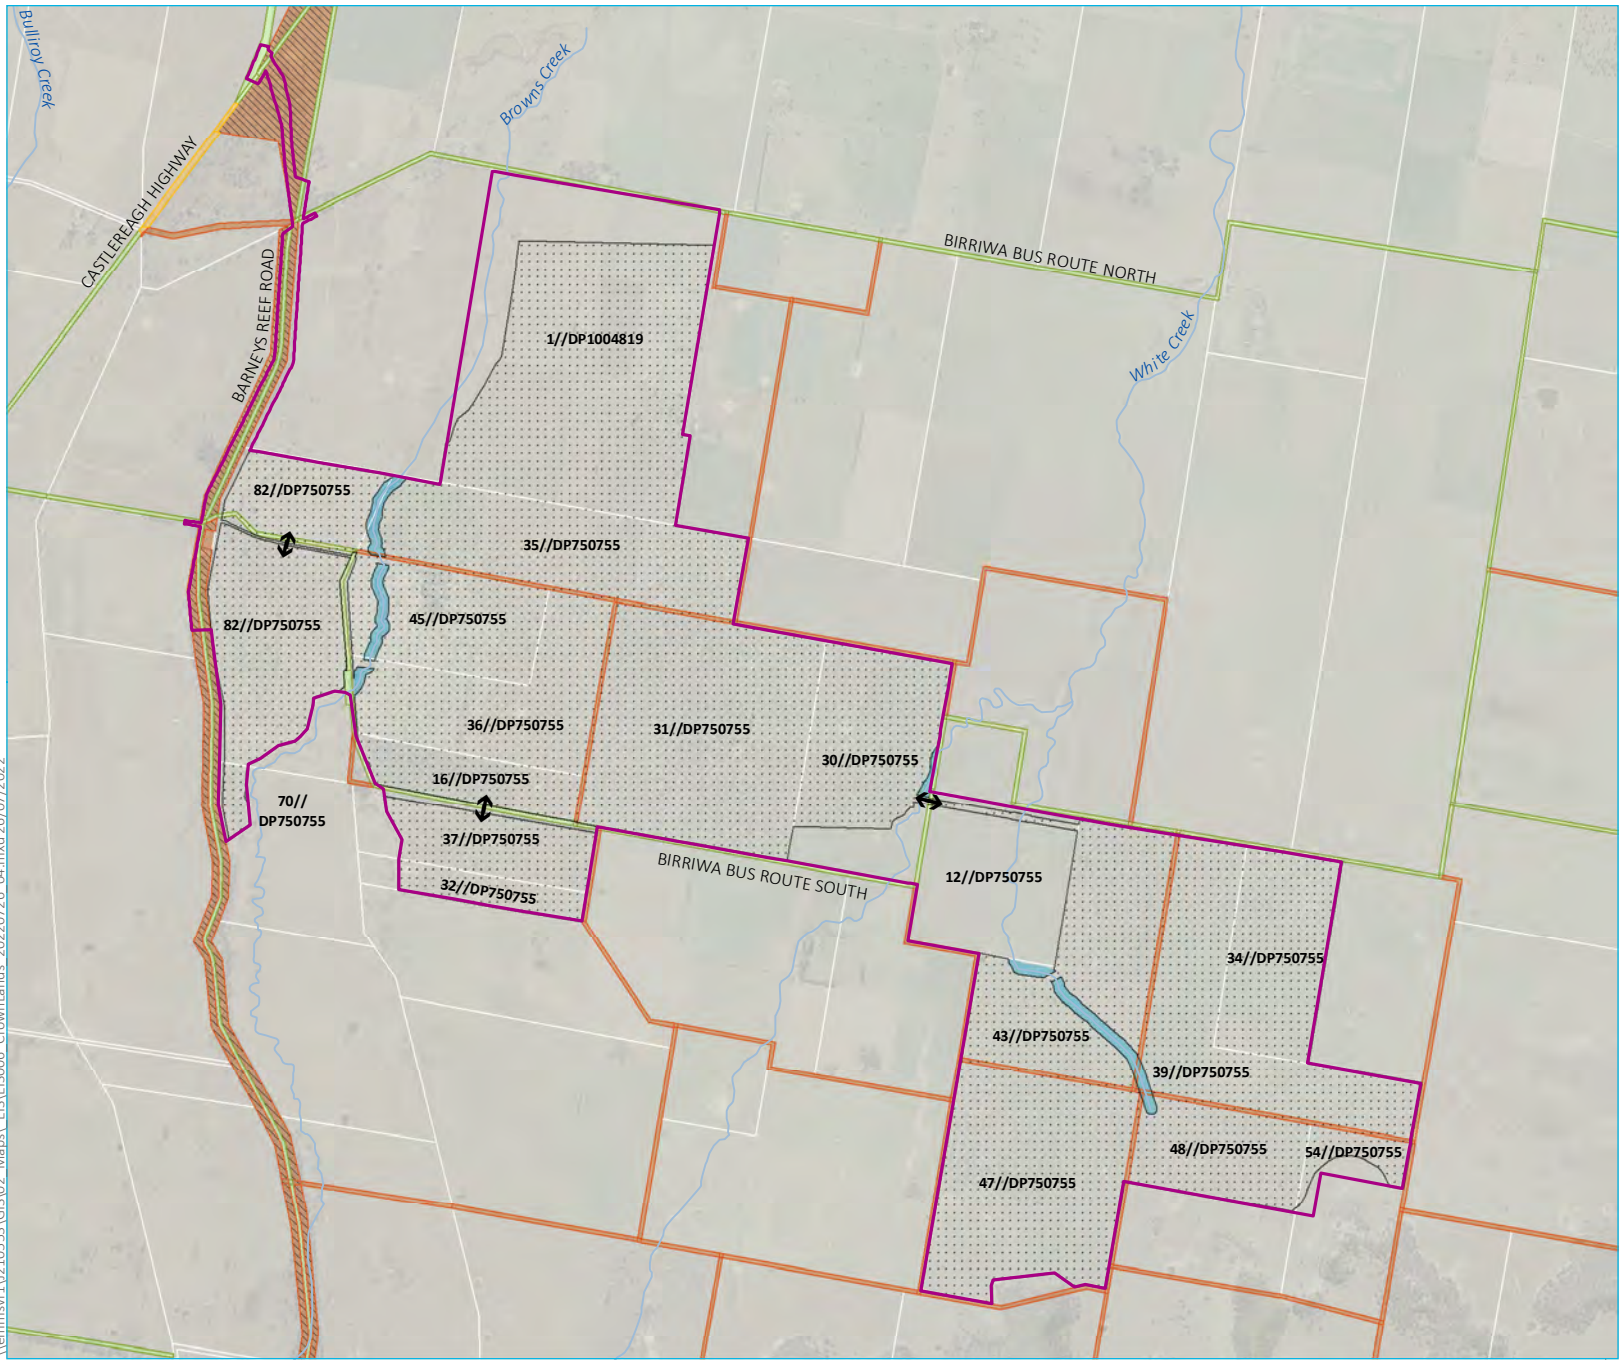 Bulliroy Creek
Browns Creek
CASTLEREAGH HIGHWAY
BARNEYS REEF ROAD
BIRRIWA BUS ROUTE NORTH
White Creek
1//DP1004819
82//DP750755
35//DP750755
45//DP750755
82//DP750755
36//DP750755
31//DP750755
30//DP750755
16//DP750755
70//
DP750755
37//DP750755
BIRRIWA BUS ROUTE SOUTH
32//DP750755
12//DP750755
34//DP750755
43//DP750755
39//DP750755
48//DP750755
54//DP750755
47//DP750755